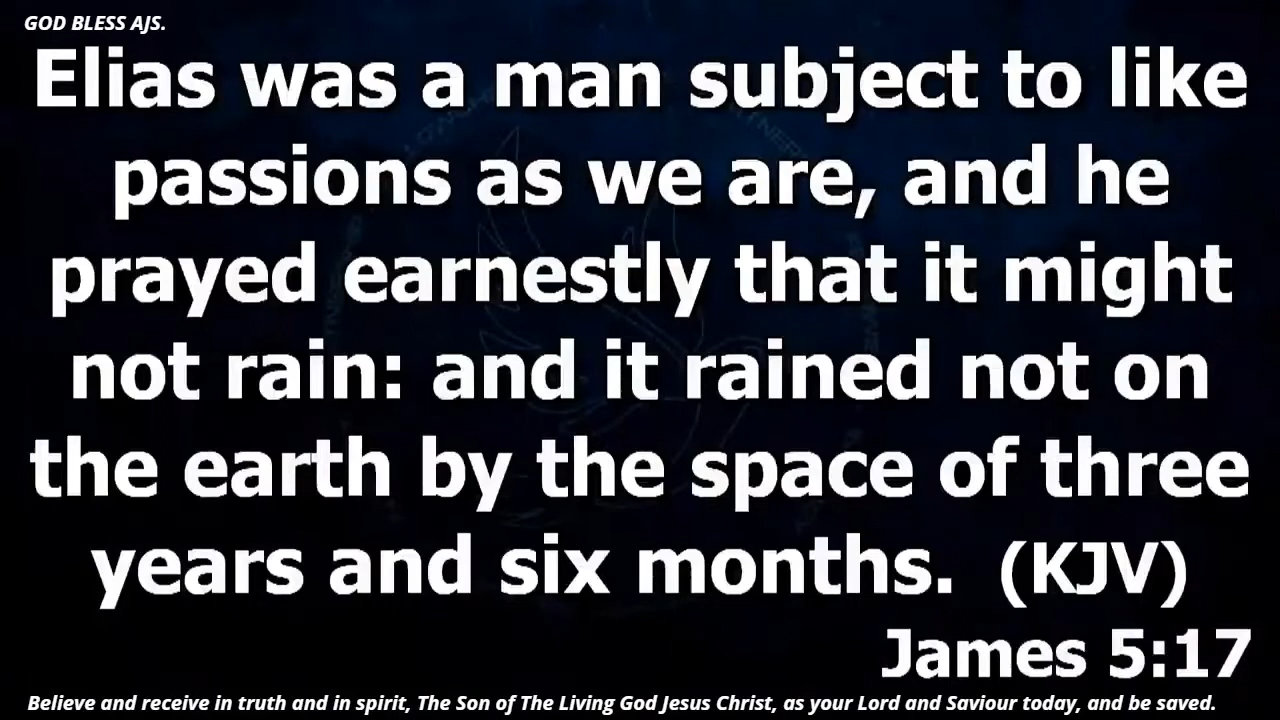 GOD BLESS AJS.
Elias was a man subject to like
passions as we are, and he
prayed earnestly that it might
not rain: and it rained not on
the earth by the space of three
years and six months. (KJV)
James 5:17
Believe and receive in truth and in spirit, The Son of The Living God Jesus Christ, as your Lord and Saviour today, and be saved.